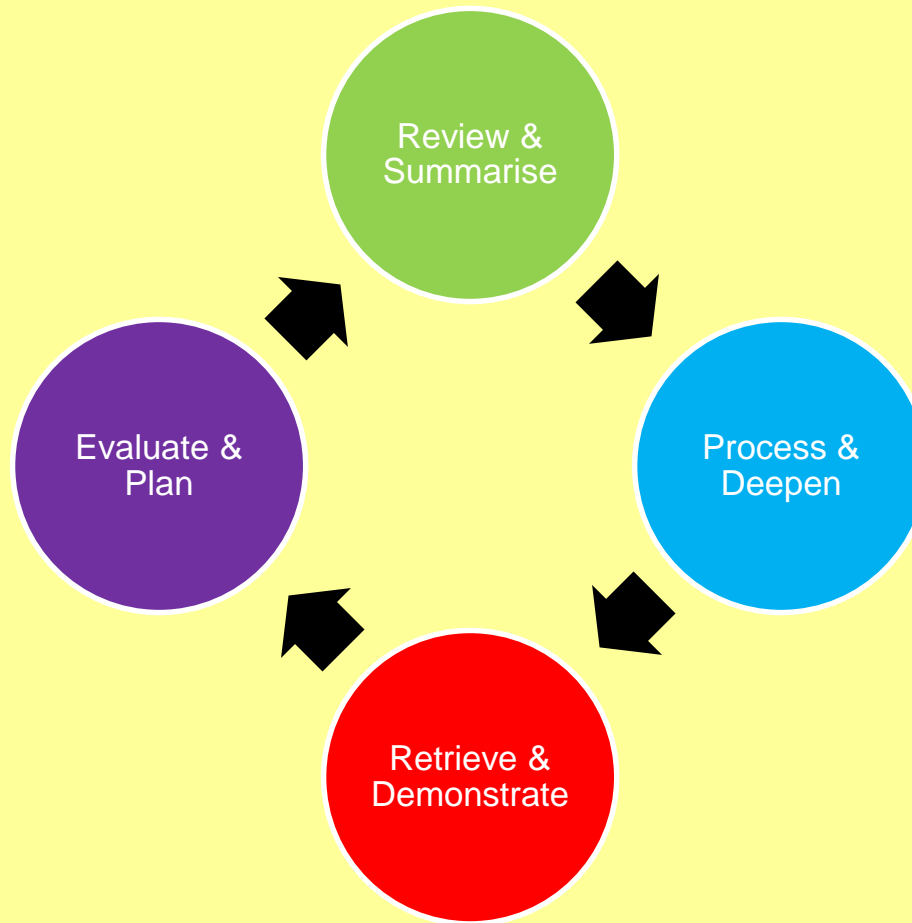 Review &
Summarise
Evaluate &
Plan
Process &
Deepen
Retrieve &
Demonstrate